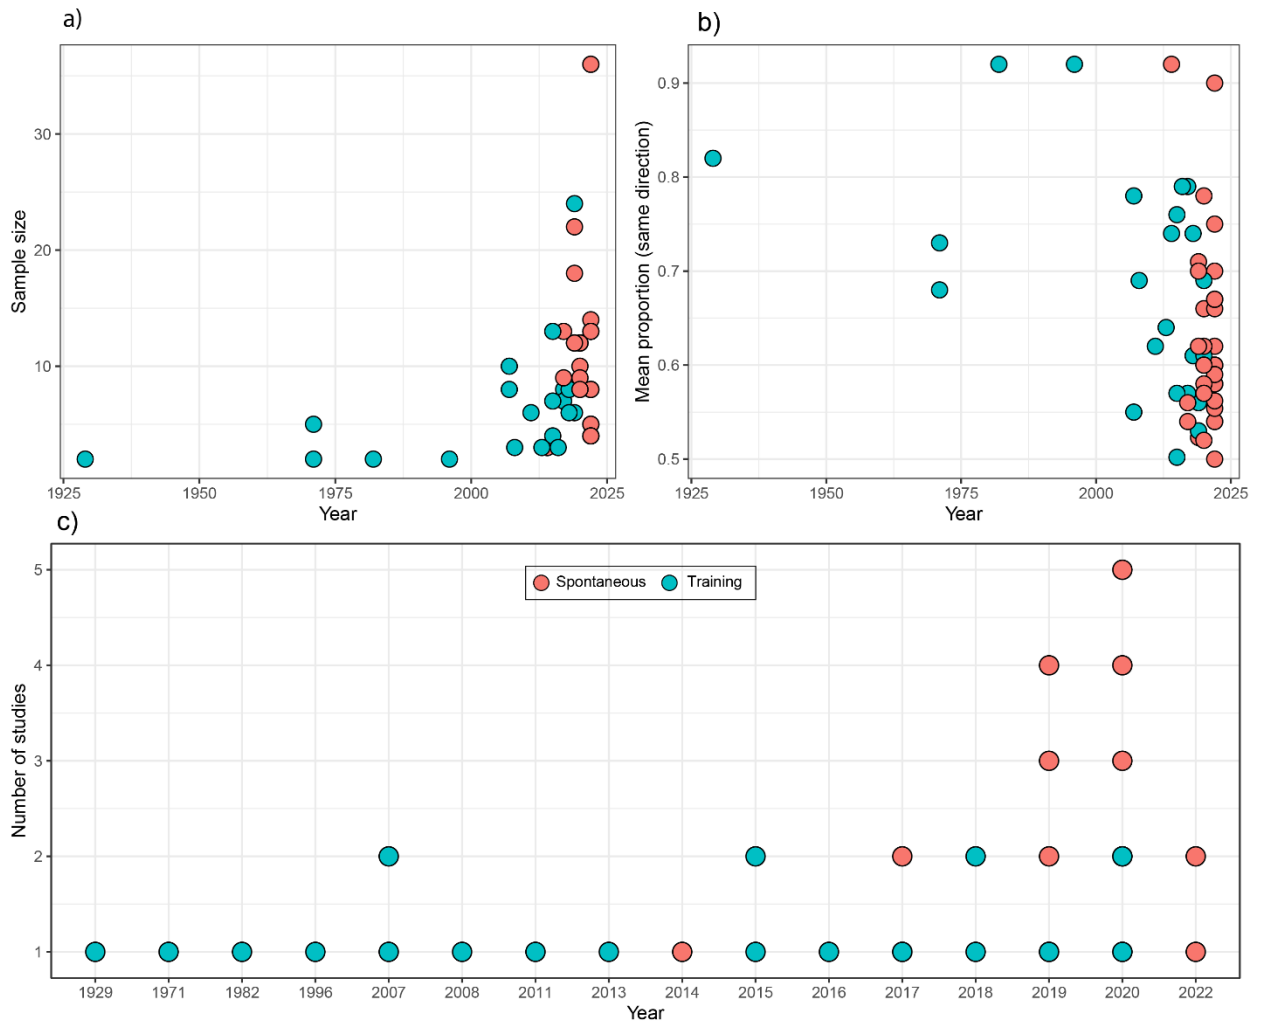 a)
Sample size
30
20
10
1925 1950 1975 2000 2025
Year
b)
Mean proportion (same direction)
0.9
0.8
0.7
0.6
0.5
1925 1950 1975 2000 2025
Year
c)
Number of studies
5
4
3
2
1
Spontaneous Training
1929 1971 1982 1996 2007 2008 2011 2013 2014 2015 2016 2017 2018 2019 2020 2022
Year